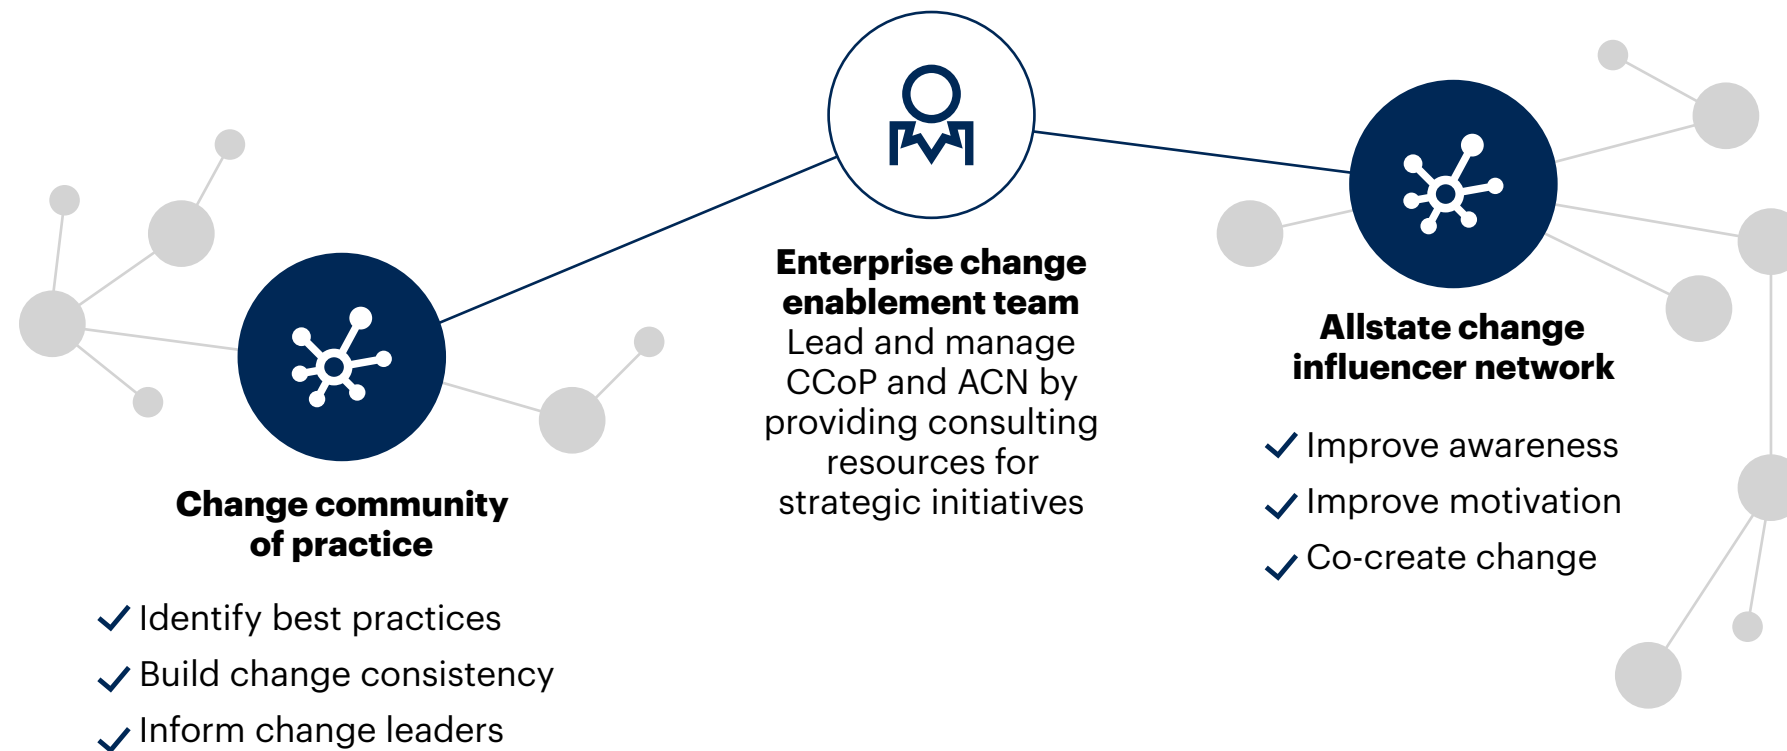 Enterprise change
enablement team
Lead and manage
CCoP and ACN by
providing consulting
resources for
strategic initiatives
Allstate change
influencer network
Improve awareness
Improve motivation
Co-create change
Change community
of practice
Identify best practices
Build change consistency
Inform change leaders